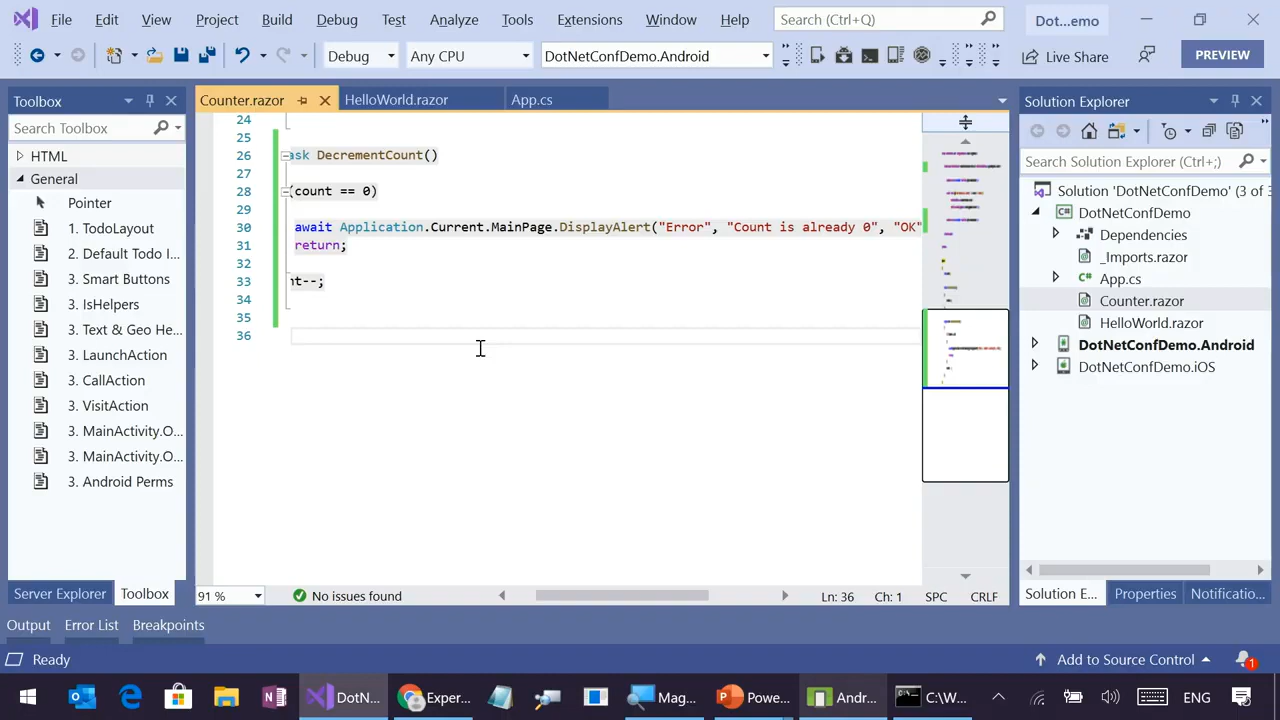 File Edit View Project Build Debug Test Analyze Tools Extensions Window Help Search (Ctrl+Q) Dot...emo
Debug Any CPU DotNetConfDemo.Android Live Share PREVIEW
Toolbox
Search Toolbox
HTML
General
Pointer
1. TodoLayout
2. Default Todo I...
3. Smart Buttons
3. IsHelpers
3. Text & Geo He...
3. LaunchAction
3. CallAction
3. VisitAction
3. MainActivity.O...
3. MainActivity.O...
3. Android Perms
Server Explorer Toolbox
Counter.razor HelloWorld.razor App.cs
24
25
26 ask DecrementCount()
27
28 (count == 0)
29
30 await Application.Current.MainPage.DisplayAlert("Error", "Count is already 0", "OK"
31 return;
32
33 nt--;
34
35
36
91 % No issues found Ln: 36 Ch: 1 SPC CRLF
Solution Explorer
Search Solution Explorer (Ctrl+;)
Solution 'DotNetConfDemo' (3 of 3
DotNetConfDemo
Dependencies
_Imports.razor
C# App.cs
Counter.razor
HelloWorld.razor
DotNetConfDemo.Android
DotNetConfDemo.iOS
Solution E... Properties Notificatio...
Output Error List Breakpoints
Ready Add to Source Control 1
DotN... Exper... Mag... Powe... Andr... C:\W... ENG